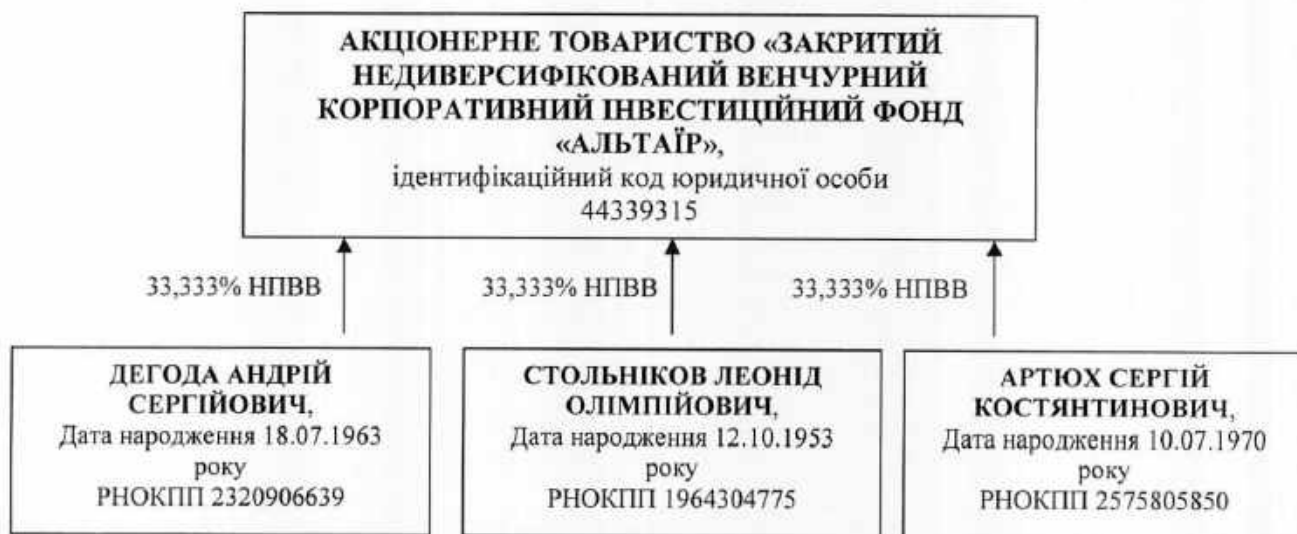 АКЦІОНЕРНЕ ТОВАРИСТВО «ЗАКРИТИЙ
НЕДИВЕРСИФІКОВАНИЙ ВЕНЧУРНИЙ
КОРПОРАТИВНИЙ ІНВЕСТИЦІЙНИЙ ФОНД
«АЛЬТАЇР»,
ідентифікаційний код юридичної особи
44339315
33,333% НПВВ
33,333% НПВВ
33,333% НПВВ
ДЕГОДА АНДРІЙ
СЕРГІЙОВИЧ,
Дата народження 18.07.1963
року
РНОКПП 2320906639
СТОЛЬНІКОВ ЛЕОНІД
ОЛІМПІЙОВИЧ,
Дата народження 12.10.1953
року
РНОКПП 1964304775
АРТЮХ СЕРГІЙ
КОСТЯНТИНОВИЧ,
Дата народження 10.07.1970
року
РНОКПП 2575805850